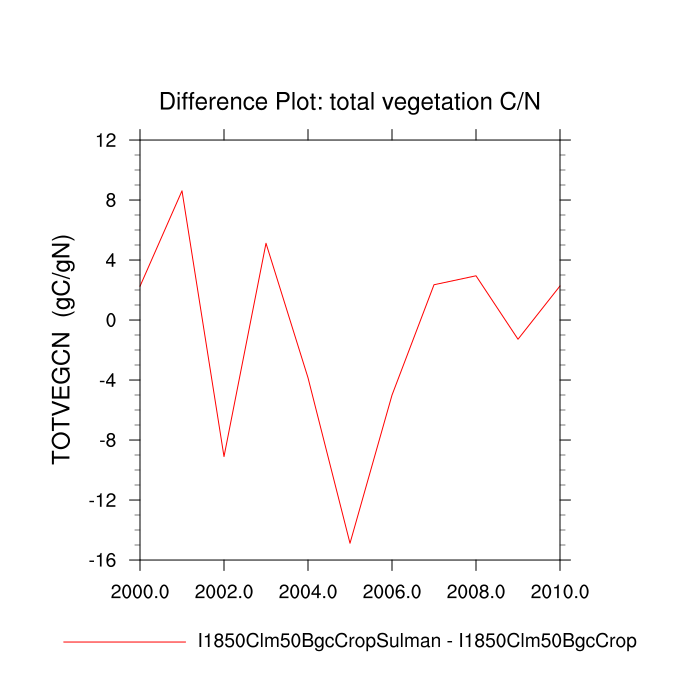 Difference Plot: total vegetation C/N
TOTVEGCN (gC/gN)
12
8
4
0
-4
-8
-12
-16
2000.0 2002.0 2004.0 2006.0 2008.0 2010.0
I1850Clm50BgcCropSulman - I1850Clm50BgcCrop